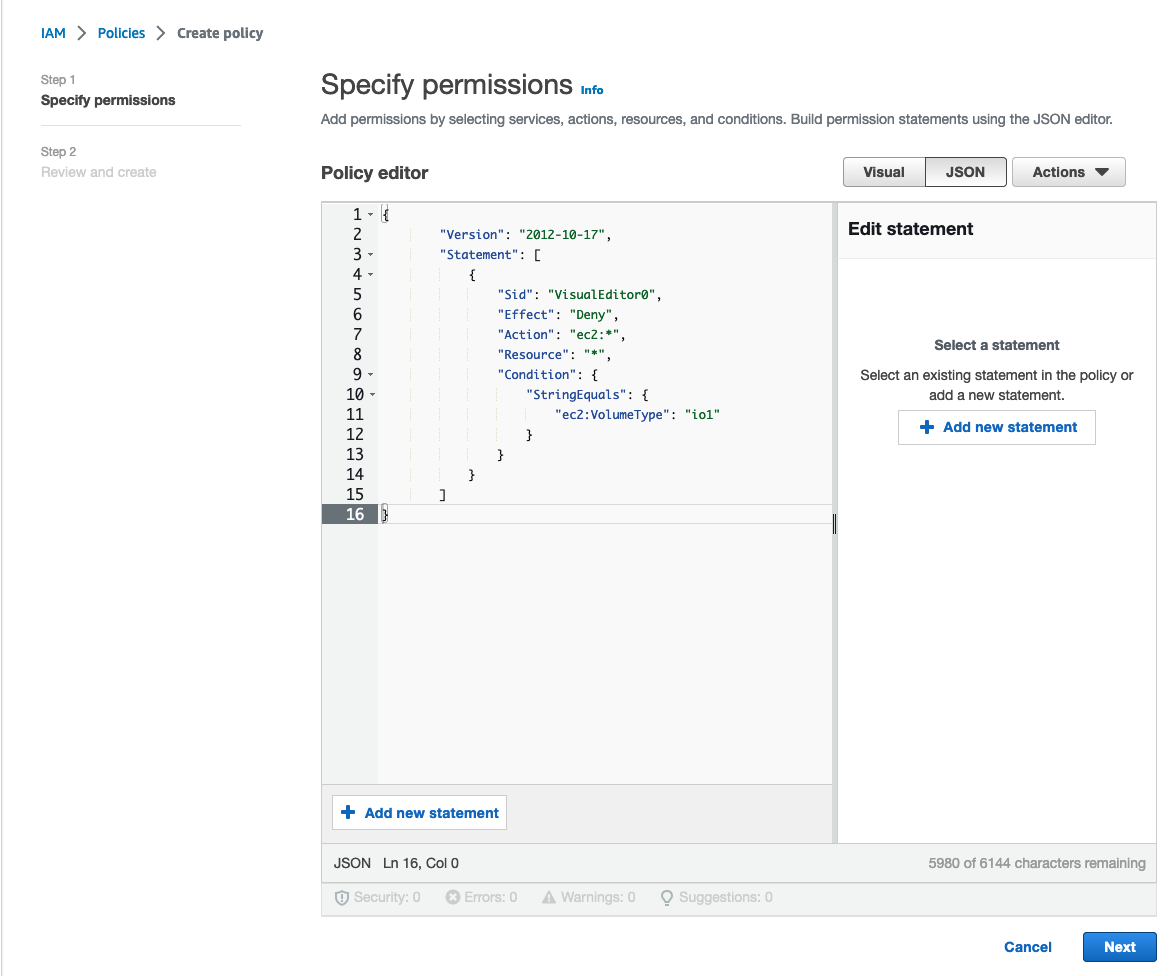 IAM > Policies > Create policy
Step 1
Specify permissions
Step 2
Review and create
Specify permissions Info
Add permissions by selecting services, actions, resources, and conditions. Build permission statements using the JSON editor.
Policy editor
Visual JSON Actions
1 {
2 "Version": "2012-10-17",
3 "Statement": [
4 {
5 "Sid": "VisualEditor0",
6 "Effect": "Deny",
7 "Action": "ec2:*",
8 "Resource": "*",
9 "Condition": {
10 "StringEquals": {
11 "ec2:VolumeType": "io1"
12 }
13 }
14 }
15 ]
16 }
+ Add new statement
Edit statement
Select a statement
Select an existing statement in the policy or
add a new statement.
+ Add new statement
JSON Ln 16, Col 0
5980 of 6144 characters remaining
Security: 0 Errors: 0 Warnings: 0 Suggestions: 0
Cancel Next